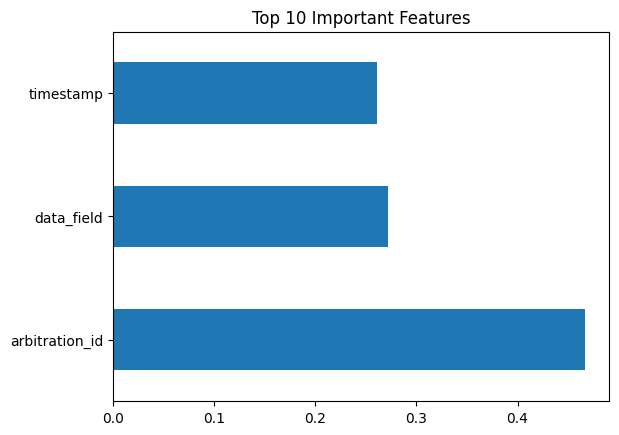 Top 10 Important Features
timestamp
data_field
arbitration_id
0.0 0.1 0.2 0.3 0.4